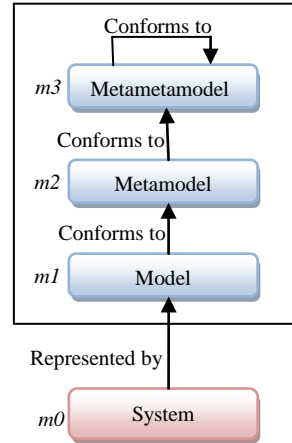 Conforms to
m3 Metametamodel
Conforms to
m2 Metamodel
Conforms to
m1 Model
Represented by
m0 System